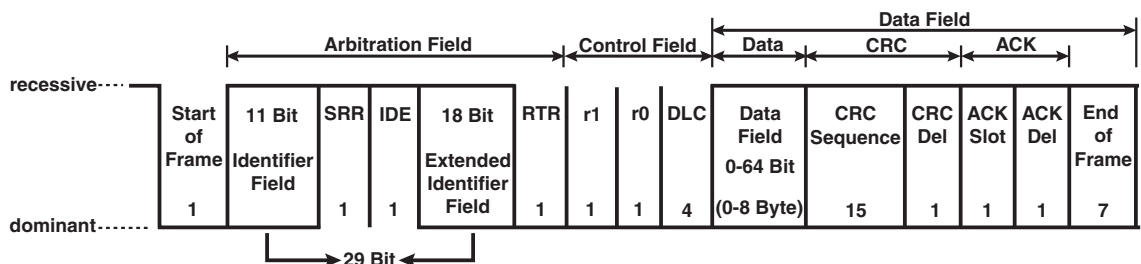 Data Field
Arbitration Field Control Field Data CRC ACK
recessive
Start of Frame 1
11 Bit Identifier Field
SRR 1
IDE 1
18 Bit Extended Identifier Field
RTR 1
r1 1
r0 1
DLC 4
Data Field 0-64 Bit (0-8 Byte)
CRC Sequence 15
CRC Del 1
ACK Slot 1
ACK Del 1
End of Frame 7
dominant
29 Bit